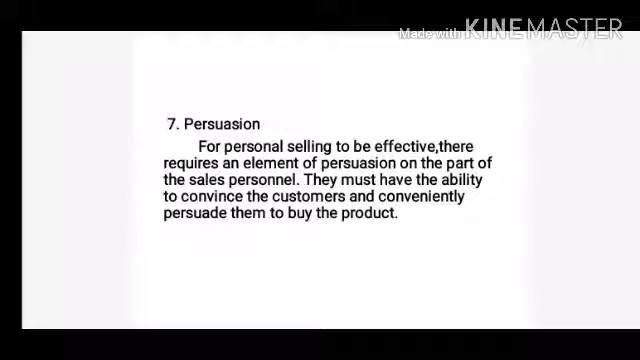 Made with KINEMASTER
7. Persuasion
For personal selling to be effective,there
requires an element of persuasion on the part of
the sales personnel. They must have the ability
to convince the customers and conveniently
persuade them to buy the product.